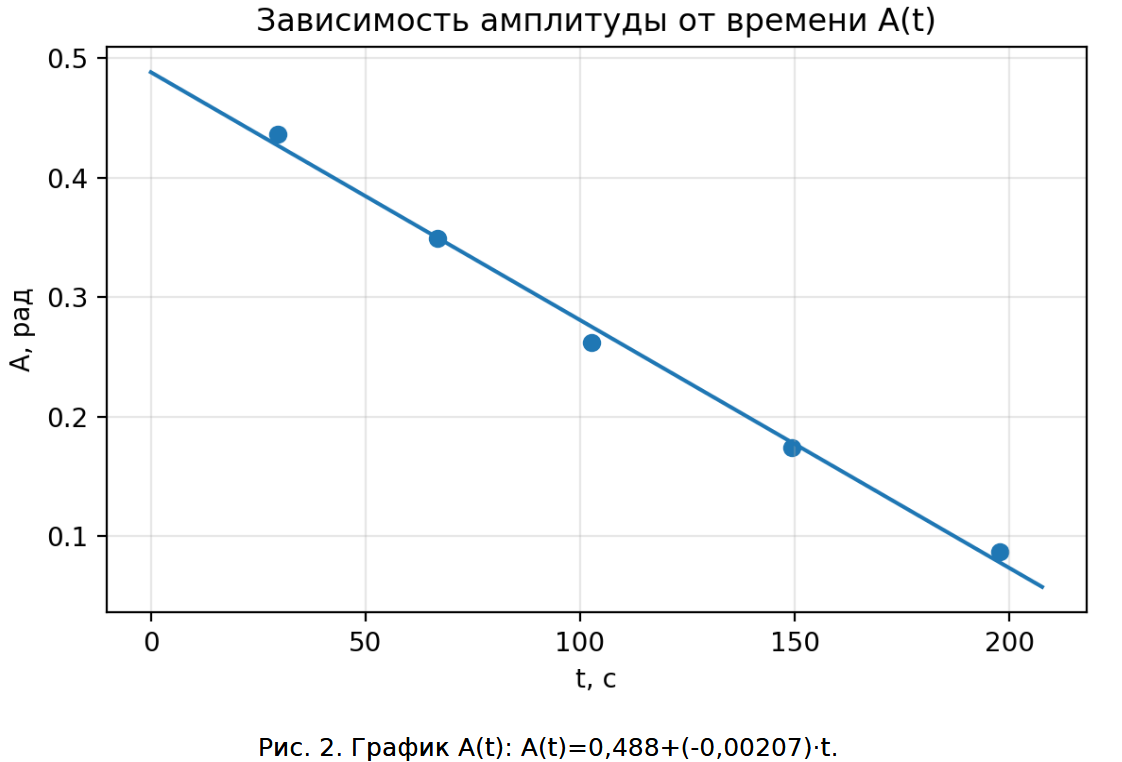 Зависимость амплитуды от времени A(t)
0.5
0.4
0.3
0.2
0.1
A, рад
0 50 100 150 200
t, с
Рис. 2. График A(t): A(t)=0,488+(-0,00207)·t.